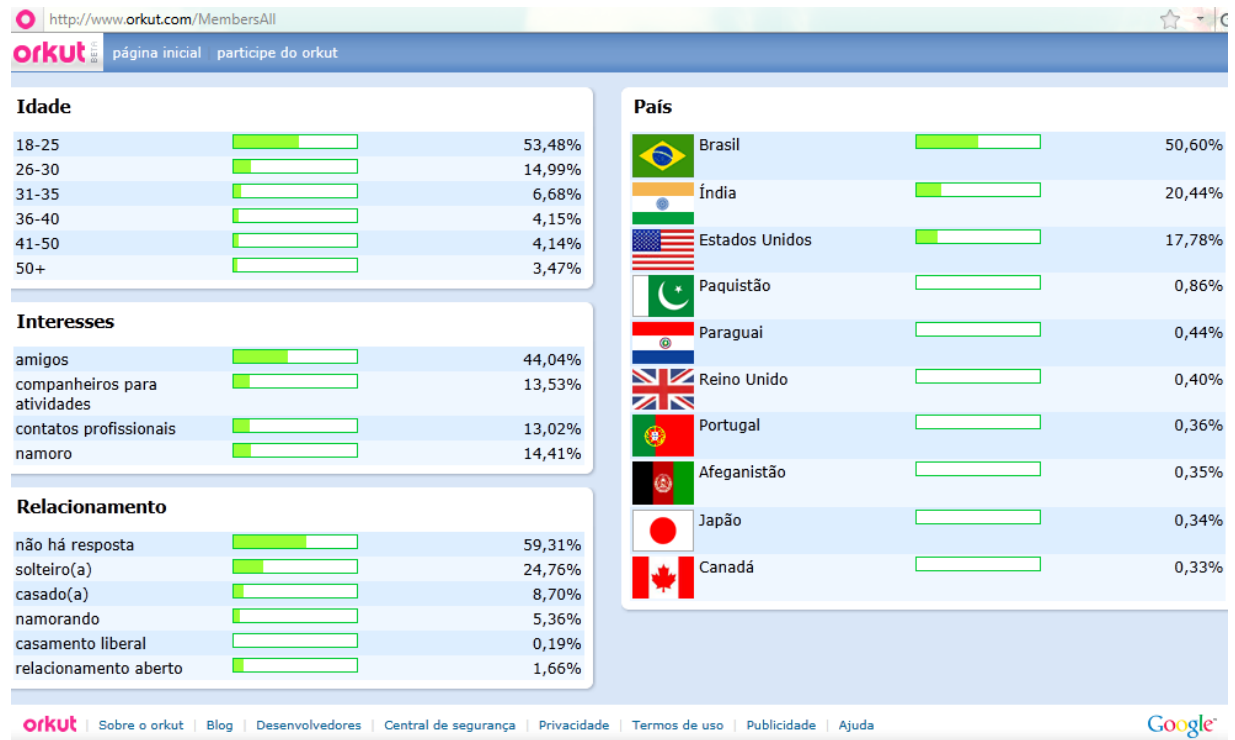 http://www.orkut.com/MembersAll
orkut BETA página inicial participe do orkut
Idade
18-25 53,48%
26-30 14,99%
31-35 6,68%
36-40 4,15%
41-50 4,14%
50+ 3,47%
Interesses
amigos 44,04%
companheiros para 13,53%
atividades
contatos profissionais 13,02%
namoro 14,41%
Relacionamento
não há resposta 59,31%
solteiro(a) 24,76%
casado(a) 8,70%
namorando 5,36%
casamento liberal 0,19%
relacionamento aberto 1,66%
País
Brasil 50,60%
Índia 20,44%
Estados Unidos 17,78%
Paquistão 0,86%
Paraguai 0,44%
Reino Unido 0,40%
Portugal 0,36%
Afeganistão 0,35%
Japão 0,34%
Canadá 0,33%
orkut | Sobre o orkut | Blog | Desenvolvedores | Central de segurança | Privacidade | Termos de uso | Publicidade | Ajuda Google